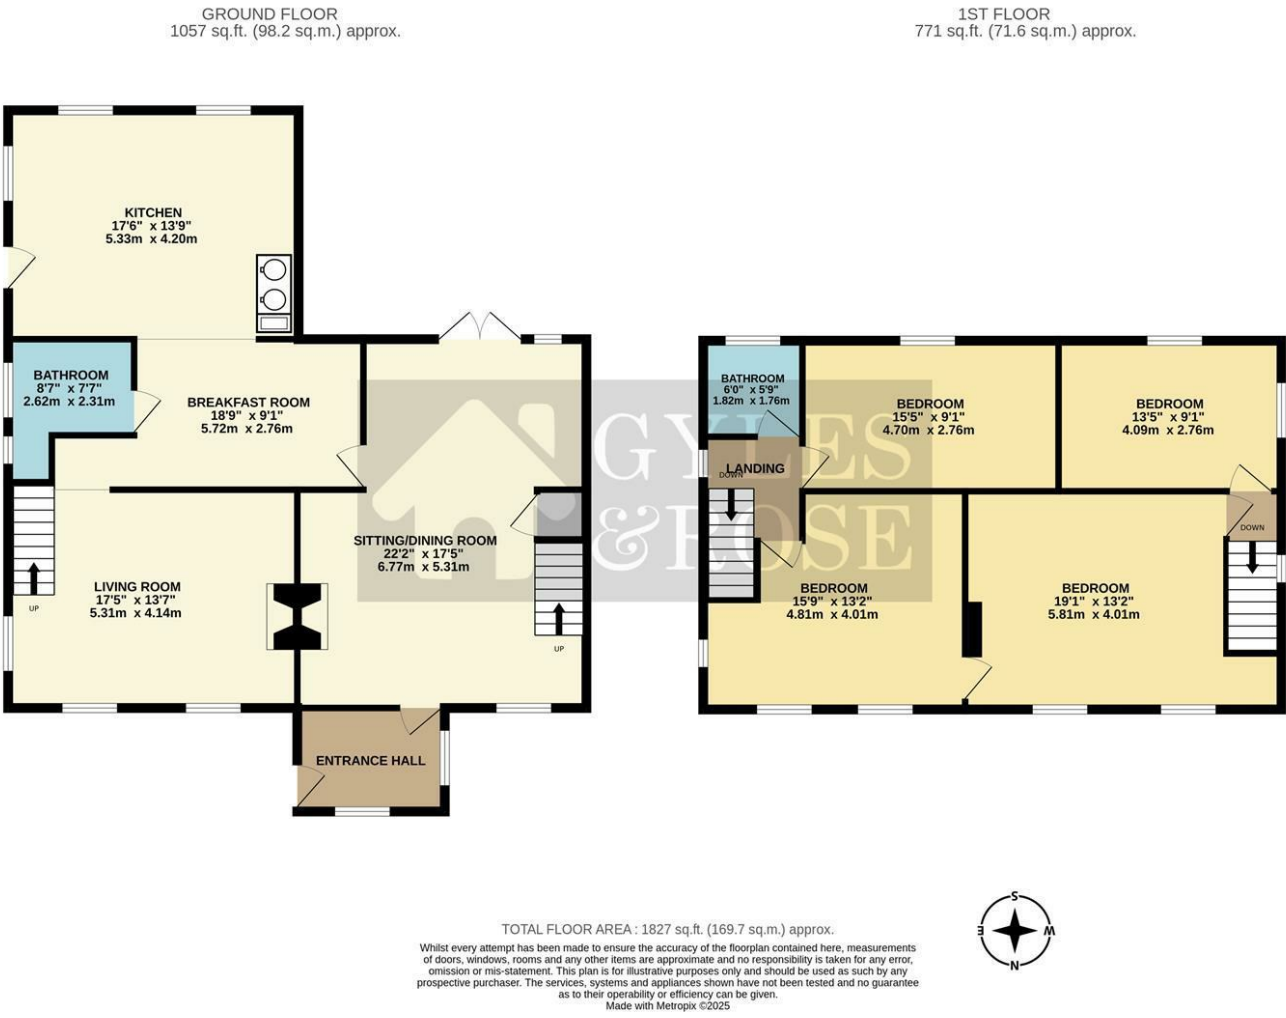 GROUND FLOOR
1057 sq.ft. (98.2 sq.m.) approx.
1ST FLOOR
771 sq.ft. (71.6 sq.m.) approx.
KITCHEN
17'6" x 13'9"
5.33m x 4.20m
BATHROOM
8'7" x 7'7"
2.62m x 2.31m
BREAKFAST ROOM
18'9" x 9'1"
5.72m x 2.76m
SITTING/DINING ROOM
22'2" x 17'5"
6.77m x 5.31m
LIVING ROOM
17'5" x 13'7"
5.31m x 4.14m
UP
UP
ENTRANCE HALL
BATHROOM
6'0" x 5'9"
1.82m x 1.76m
BEDROOM
15'5" x 9'1"
4.70m x 2.76m
BEDROOM
13'5" x 9'1"
4.09m x 2.76m
LANDING
DOWN
DOWN
BEDROOM
15'9" x 13'2"
4.81m x 4.01m
BEDROOM
19'1" x 13'2"
5.81m x 4.01m
GYLES
&ROSE
S
E
W
N
TOTAL FLOOR AREA : 1827 sq.ft. (169.7 sq.m.) approx.
Whilst every attempt has been made to ensure the accuracy of the floorplan contained here, measurements
of doors, windows, rooms and any other items are approximate and no responsibility is taken for any error,
omission or mis-statement. This plan is for illustrative purposes only and should be used as such by any
prospective purchaser. The services, systems and appliances shown have not been tested and no guarantee
as to their operability or efficiency can be given.
Made with Metropix ©2025